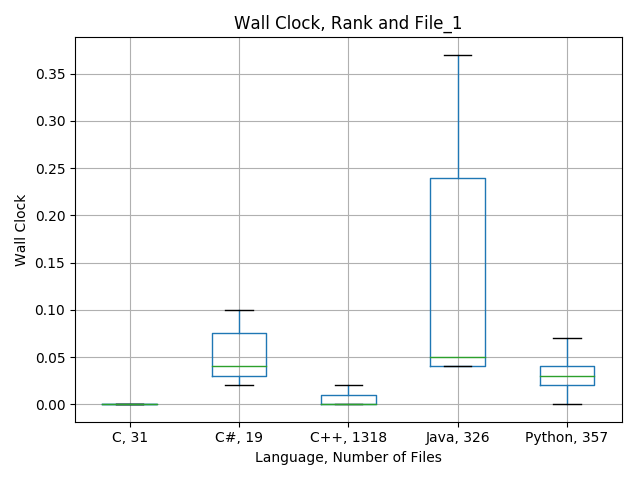 Wall Clock, Rank and File_1
Wall Clock
0.35
0.30
0.25
0.20
0.15
0.10
0.05
0.00
C, 31 C#, 19 C++, 1318 Java, 326 Python, 357
Language, Number of Files